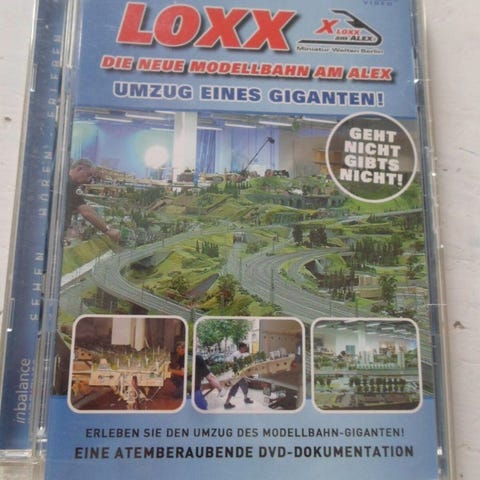 VIDEO
LOXX
X LOXX
am ALEX
Miniatur Welten Berlin
DIE NEUE MODELLBAHN AM ALEX
UMZUG EINES GIGANTEN!
GEHT
NICHT
GIBTS
NICHT!
SEHEN. HÖREN. ERLEBEN.
inbalance
ERLEBEN SIE DEN UMZUG DES MODELLBAHN-GIGANTEN!
EINE ATEMBERAUBENDE DVD-DOKUMENTATION